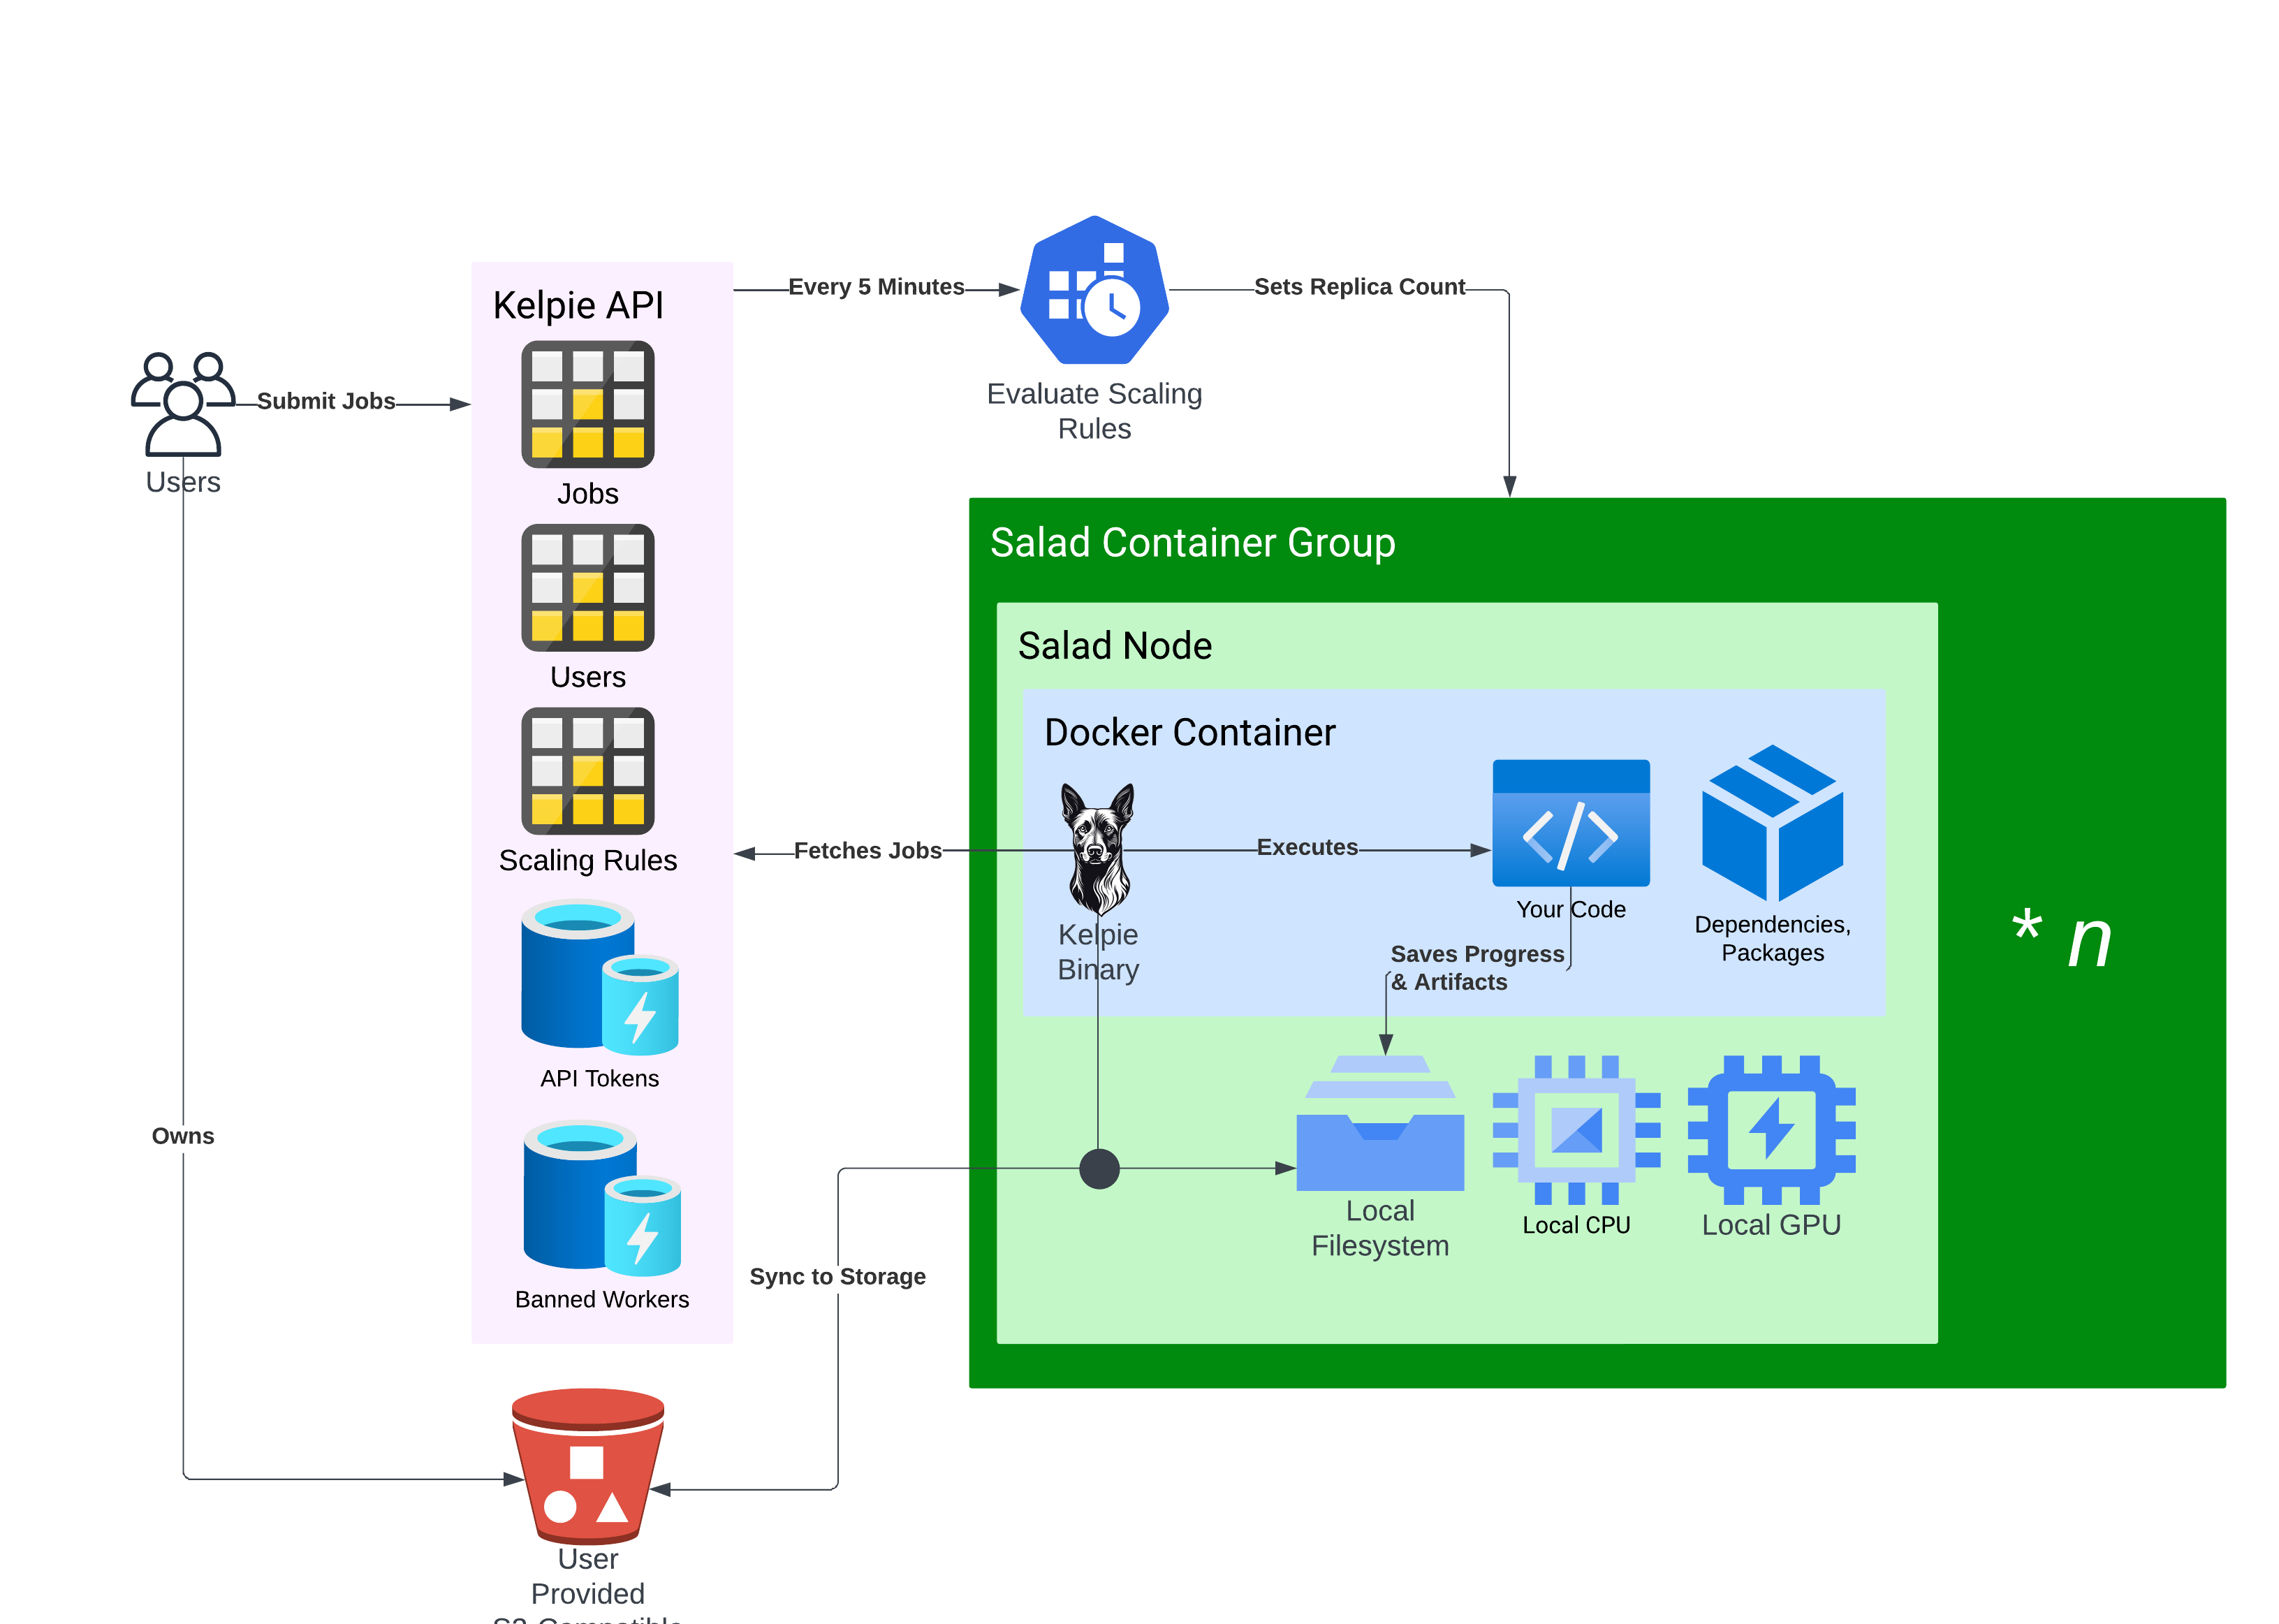 Every 5 Minutes
Sets Replica Count
Kelpie API
Evaluate Scaling
Rules
Submit Jobs
Users
Jobs
Users
Scaling Rules
API Tokens
Banned Workers
Salad Container Group
Salad Node
Docker Container
Fetches Jobs
Executes
Kelpie
Binary
Your Code
Dependencies,
Packages
Saves Progress
& Artifacts
* n
Local
Filesystem
Local CPU
Local GPU
Owns
Sync to Storage
User
Provided
S3 Compatible